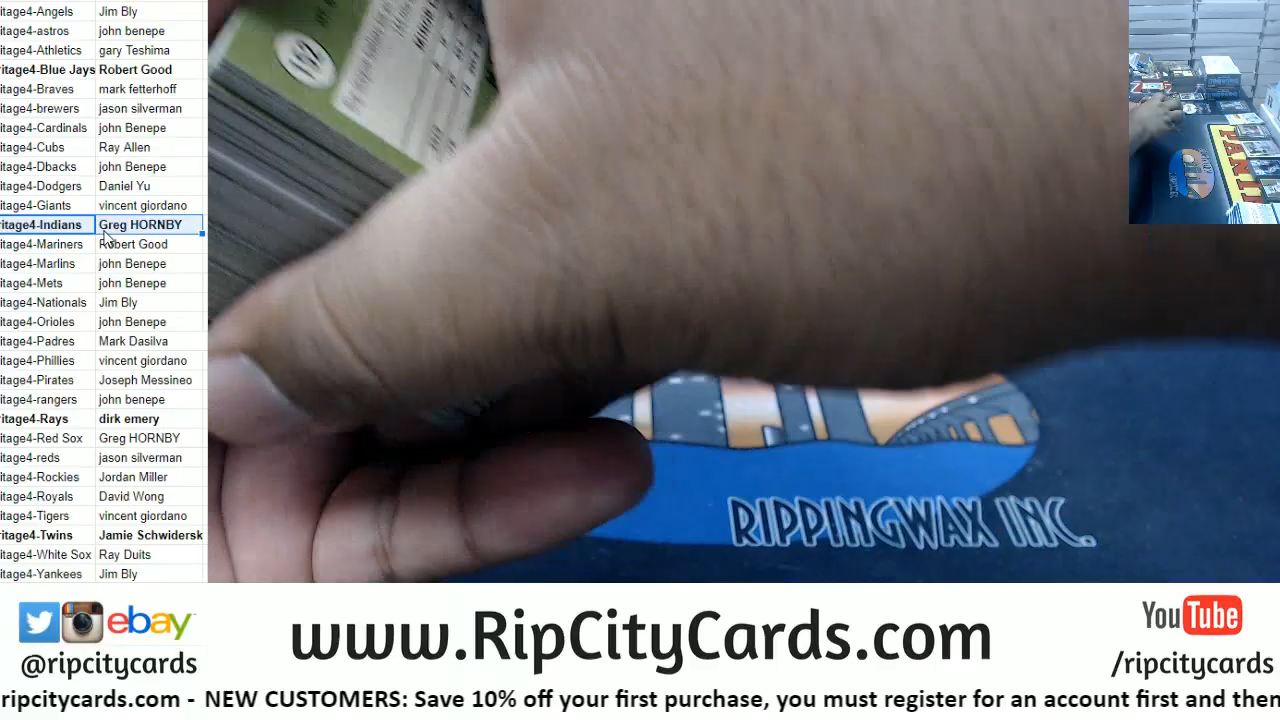 itage4-Angels Jim Bly
itage4-astros john benepe
itage4-Athletics gary Teshima
ritage4-Blue Jays Robert Good
itage4-Braves mark fetterhoff
itage4-brewers jason silverman
itage4-Cardinals john Benepe
itage4-Cubs Ray Allen
itage4-Dbacks john Benepe
itage4-Dodgers Daniel Yu
itage4-Giants vincent giordano
ritage4-Indians Greg HORNBY
itage4-Mariners Robert Good
itage4-Marlins john Benepe
itage4-Mets john Benepe
itage4-Nationals Jim Bly
itage4-Orioles john Benepe
itage4-Padres Mark Dasilva
itage4-Phillies vincent giordano
itage4-Pirates Joseph Messineo
itage4-rangers john benepe
ritage4-Rays dirk emery
itage4-Red Sox Greg HORNBY
itage4-reds jason silverman
itage4-Rockies Jordan Miller
itage4-Royals David Wong
itage4-Tigers vincent giordano
ritage4-Twins Jamie Schwidersk
itage4-White Sox Ray Duits
itage4-Yankees Jim Bly
RIPPINGWAX INC.
ebay
@ripcitycards
www.RipCityCards.com
YouTube
/ripcitycards
ripcitycards.com - NEW CUSTOMERS: Save 10% off your first purchase, you must register for an account first and then